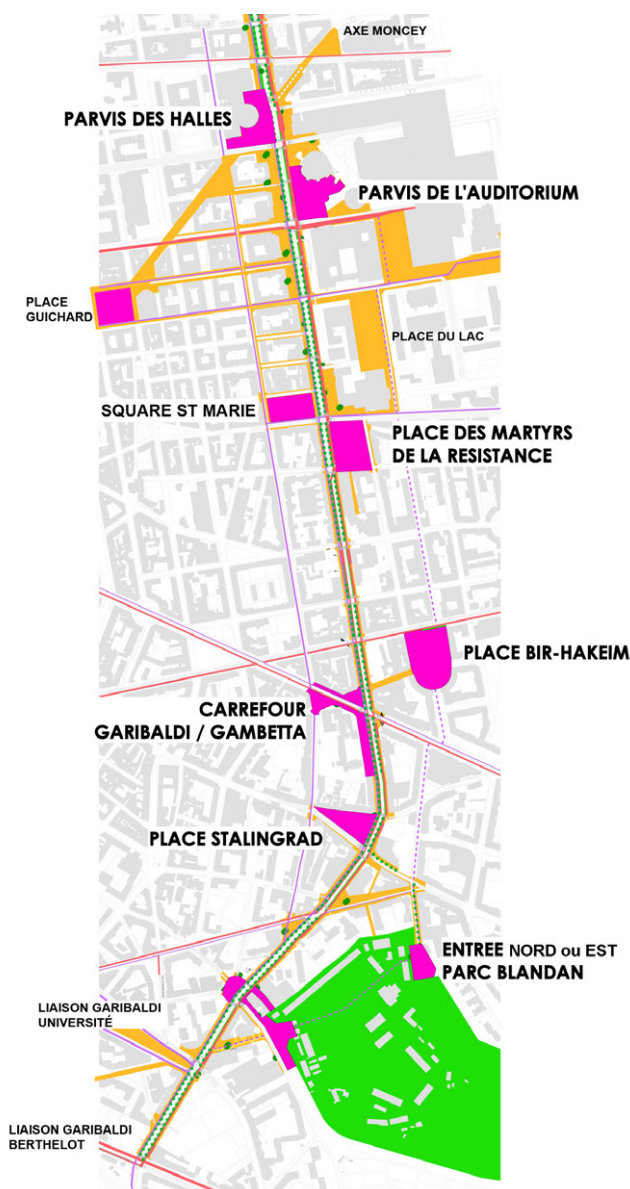 AXE MONCEY
PARVIS DES HALLES
PARVIS DE L'AUDITORIUM
PLACE
GUICHARD
PLACE DU LAC
SQUARE ST MARIE
PLACE DES MARTYRS
DE LA RESISTANCE
PLACE BIR-HAKEIM
CARREFOUR
GARIBALDI / GAMBETTA
PLACE STALINGRAD
ENTREE NORD ou EST
PARC BLANDAN
LIAISON GARIBALDI
UNIVERSITÉ
LIAISON GARIBALDI
BERTHELOT